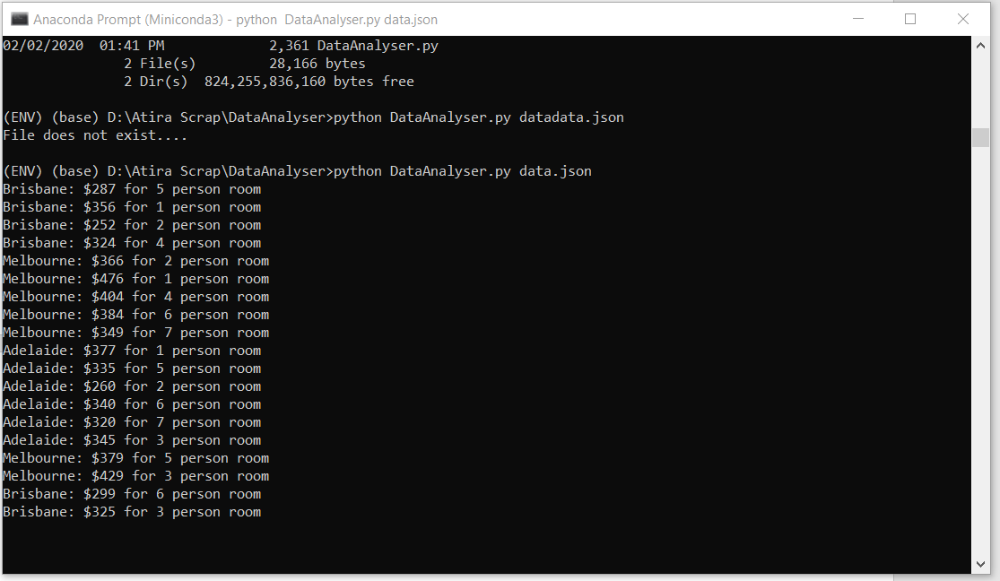 Anaconda Prompt (Miniconda3) - python  DataAnalyser.py data.json
02/02/2020  01:41 PM             2,361 DataAnalyser.py
               2 File(s)         28,166 bytes
               2 Dir(s)  824,255,836,160 bytes free
(ENV) (base) D:\Atira Scrap\DataAnalyser>python DataAnalyser.py datadata.json
File does not exist....
(ENV) (base) D:\Atira Scrap\DataAnalyser>python DataAnalyser.py data.json
Brisbane: $287 for 5 person room
Brisbane: $356 for 1 person room
Brisbane: $252 for 2 person room
Brisbane: $324 for 4 person room
Melbourne: $366 for 2 person room
Melbourne: $476 for 1 person room
Melbourne: $404 for 4 person room
Melbourne: $384 for 6 person room
Melbourne: $349 for 7 person room
Adelaide: $377 for 1 person room
Adelaide: $335 for 5 person room
Adelaide: $260 for 2 person room
Adelaide: $340 for 6 person room
Adelaide: $320 for 7 person room
Adelaide: $345 for 3 person room
Melbourne: $379 for 5 person room
Melbourne: $429 for 3 person room
Brisbane: $299 for 6 person room
Brisbane: $325 for 3 person room